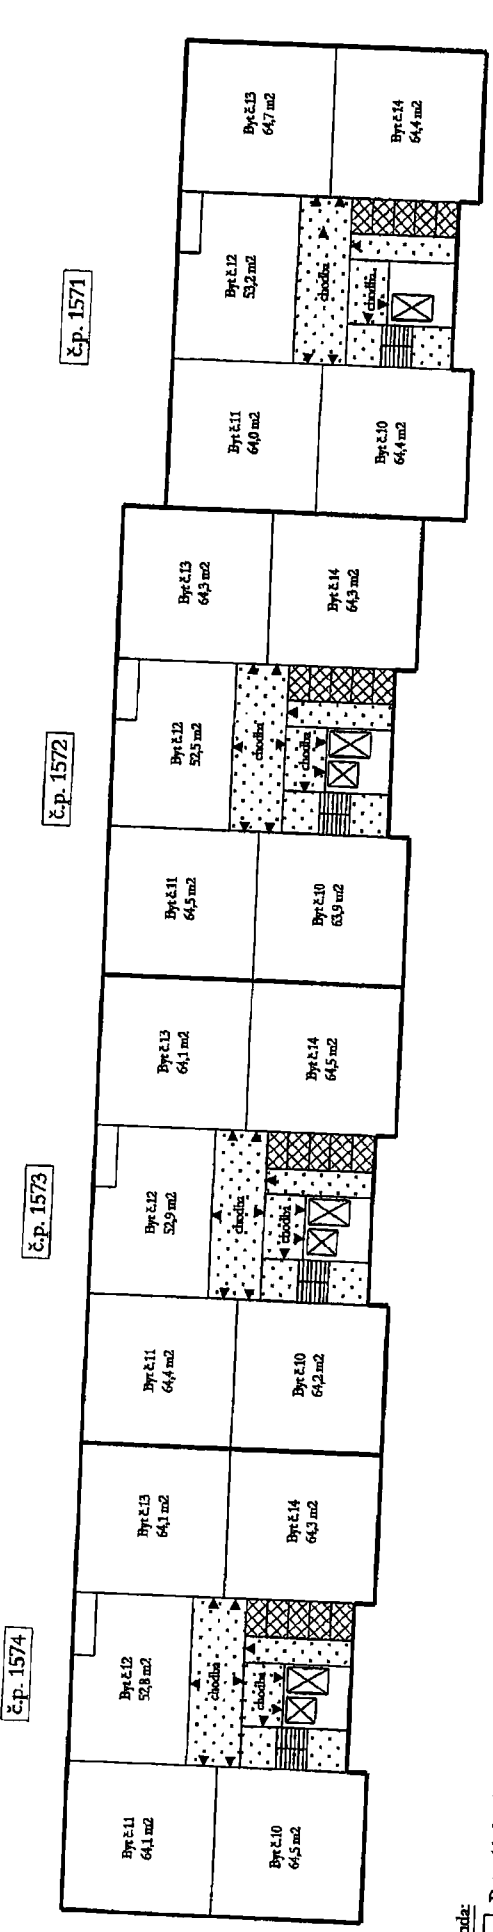 č.p. 1571
Byt č.13
64,7 m2
Byt č.14
64,4 m2
Byt č.12
53,2 m2
chodba
chodba
Byt č.11
64,0 m2
Byt č.10
64,4 m2
č.p. 1572
Byt č.13
64,3 m2
Byt č.14
64,3 m2
Byt č.12
52,5 m2
chodba
chodba
Byt č.11
64,5 m2
Byt č.10
63,9 m2
č.p. 1573
Byt č.13
64,1 m2
Byt č.14
64,5 m2
Byt č.12
52,9 m2
chodba
chodba
Byt č.11
64,4 m2
Byt č.10
64,2 m2
č.p. 1574
Byt č.13
64,1 m2
Byt č.14
64,3 m2
Byt č.12
52,8 m2
chodba
chodba
Byt č.11
64,1 m2
Byt č.10
64,5 m2
nda: